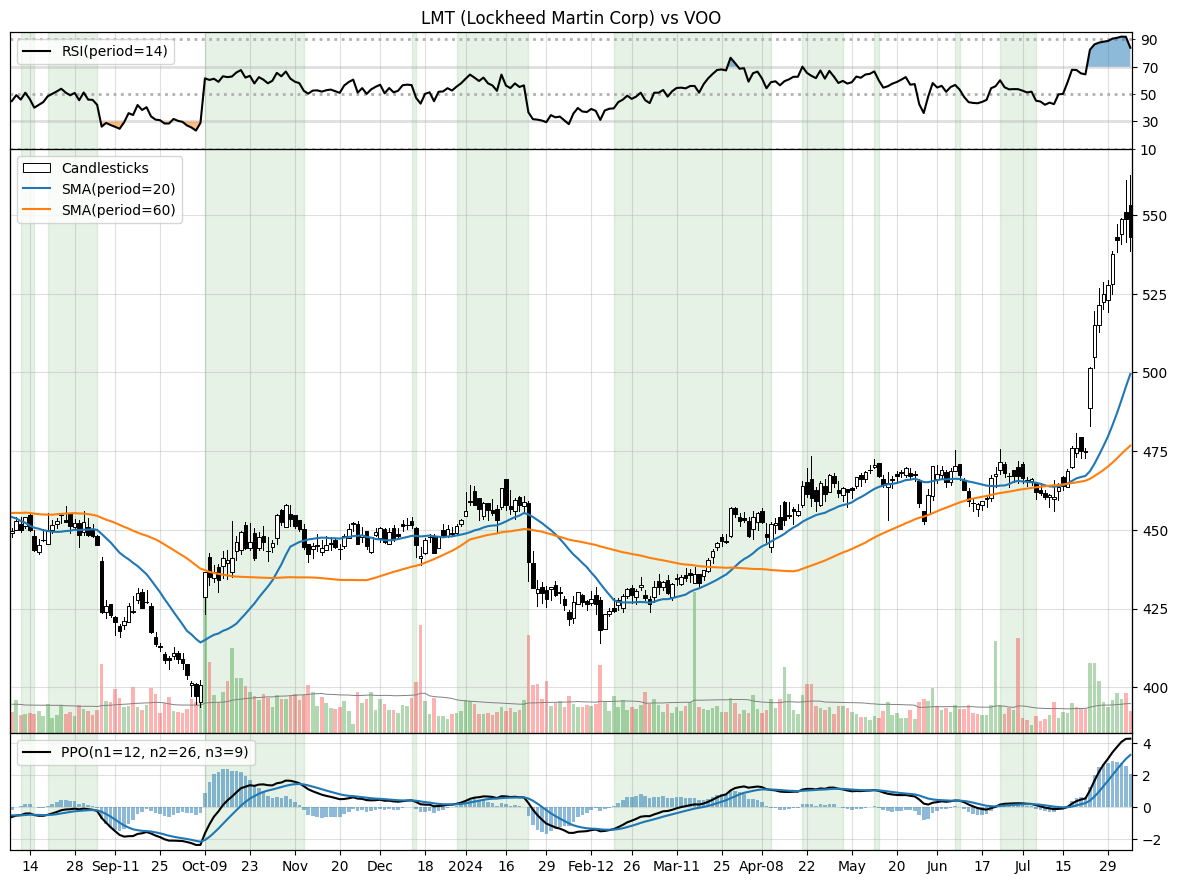 LMT (Lockheed Martin Corp) vs VOO
RSI(period=14)
90
70
50
30
10
Candlesticks
SMA(period=20)
SMA(period=60)
550
525
500
475
450
425
400
PPO(n1=12, n2=26, n3=9)
4
2
0
−2
14 28 Sep-11 25 Oct-09 23 Nov 20 Dec 18 2024 16 29 Feb-12 26 Mar-11 25 Apr-08 22 May 20 Jun 17 Jul 15 29